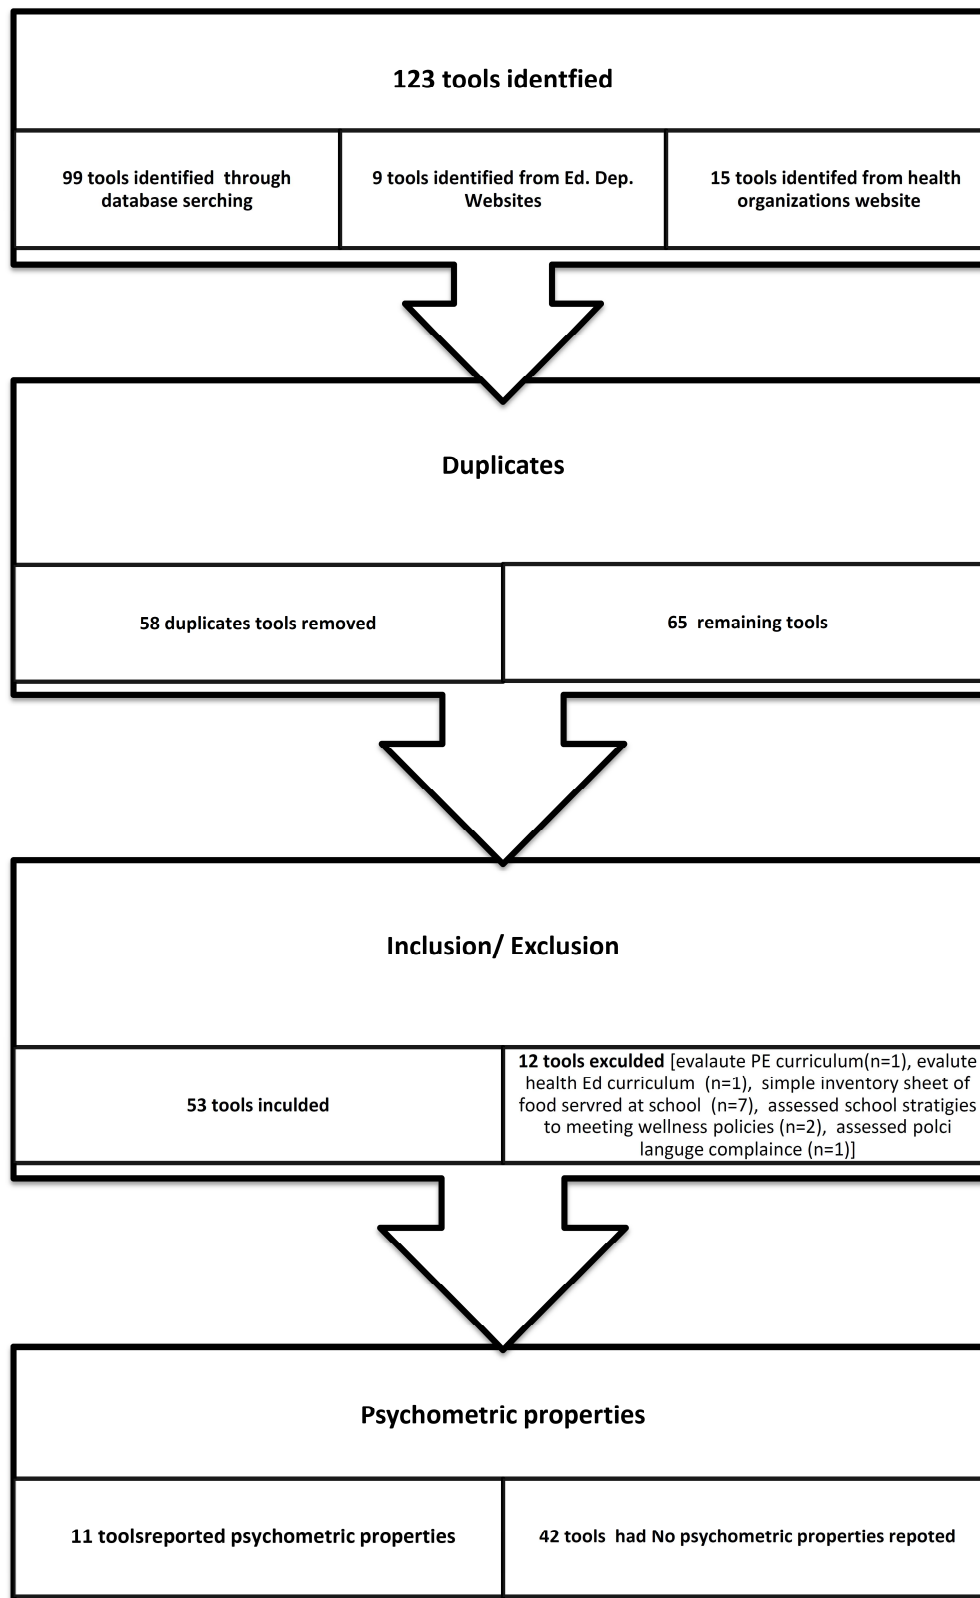 123 tools identfied
99 tools identified through
database serching
9 tools identified from Ed. Dep.
Websites
15 tools identifed from health
organizations website
Duplicates
58 duplicates tools removed
65 remaining tools
Inclusion/ Exclusion
53 tools inculded
12 tools exculded [evalaute PE curriculum(n=1), evalute
health Ed curriculum (n=1), simple inventory sheet of
food servred at school (n=7), assessed school stratigies
to meeting wellness policies (n=2), assessed polci
languge complaince (n=1)]
Psychometric properties
11 toolsreported psychometric properties
42 tools had No psychometric properties repoted